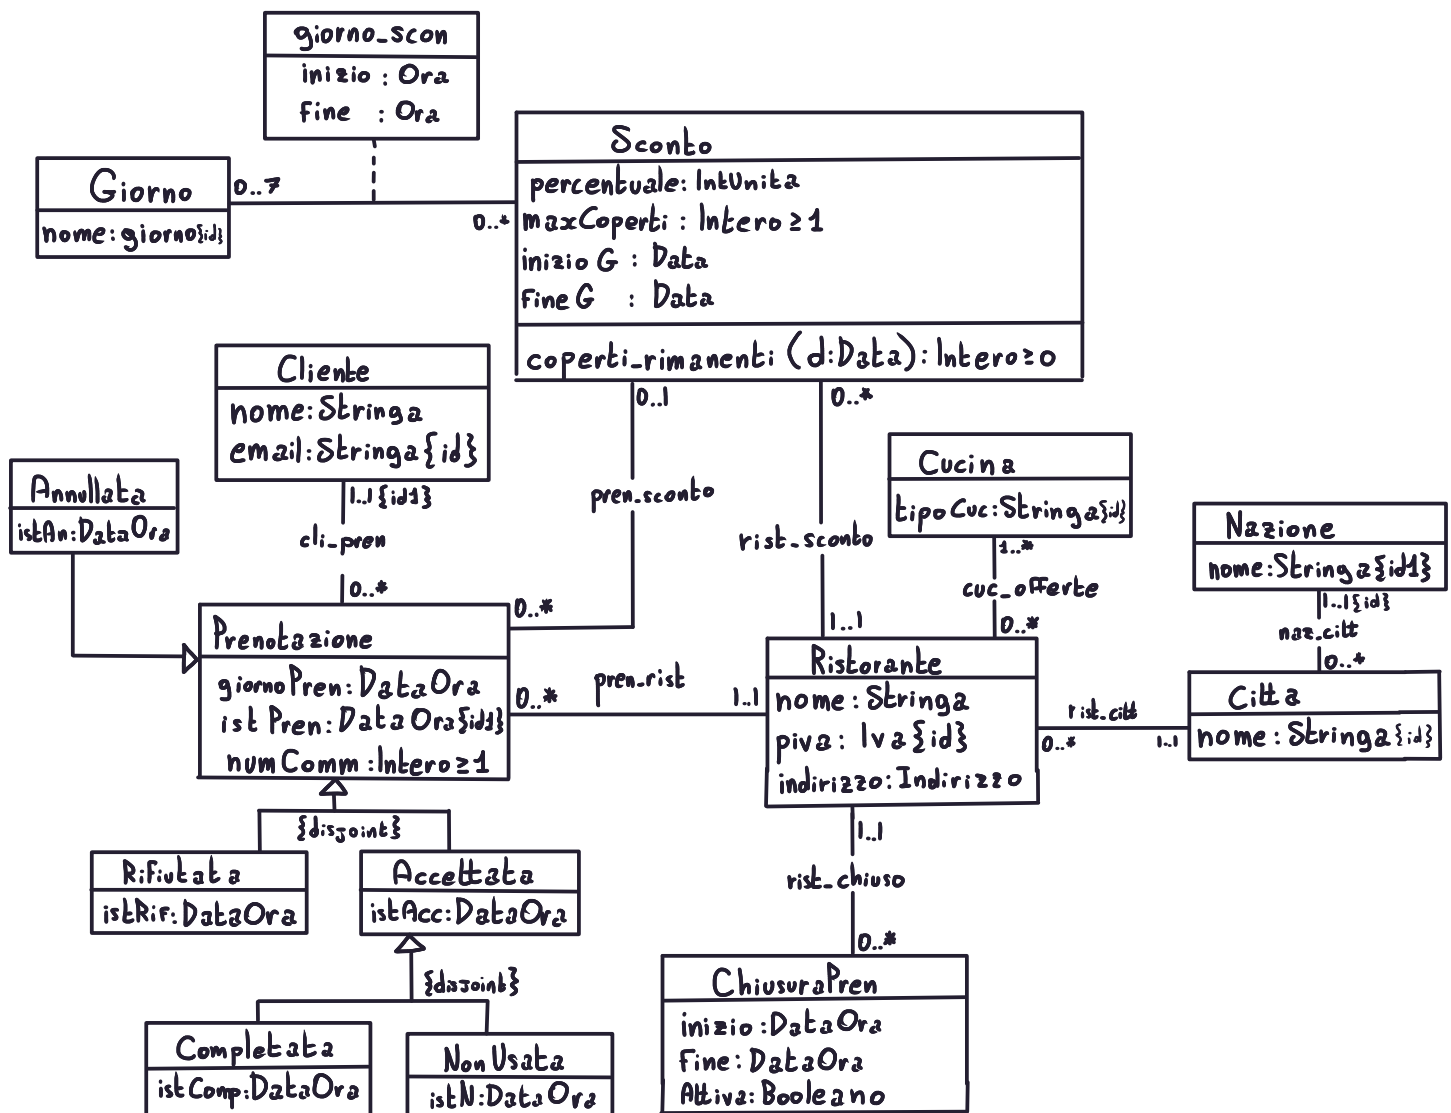 giorno_scon
inizio : Ora
fine : Ora
Sconto
percentuale: IntUnita
maxCoperti : Intero ≥ 1
inizio G : Data
Fine G : Data
coperti_rimanenti (d:Data): Intero ≥ 0
Giorno
nome: giorno{id}
0..7
0..*
Cliente
nome: Stringa
email: Stringa{id}
0..1
0..*
Annullata
istAn: DataOra
1..1 {id1}
cli_pren
0..*
pren_sconto
rist_sconto
Cucina
tipoCuc: Stringa{id}
1..*
cuc_offerte
0..*
Nazione
nome: Stringa{id1}
1..1 {id}
naz_citt
0..*
Prenotazione
giornoPren: DataOra
ist Pren: DataOra{id1}
numComm : Intero ≥ 1
0..*
0..*
pren_rist
1..1
1..1
Ristorante
nome: Stringa
piva: Iva{id}
indirizzo: Indirizzo
rist_citt
0..*
1..1
Citta
nome: Stringa{id}
{disjoint}
Rifiutata
istRif: DataOra
Accettata
istAcc: DataOra
1..1
rist_chiuso
0..*
{disjoint}
Completata
istComp: DataOra
NonUsata
istN: DataOra
ChiusuraPren
inizio: DataOra
Fine: DataOra
Attiva: Booleano